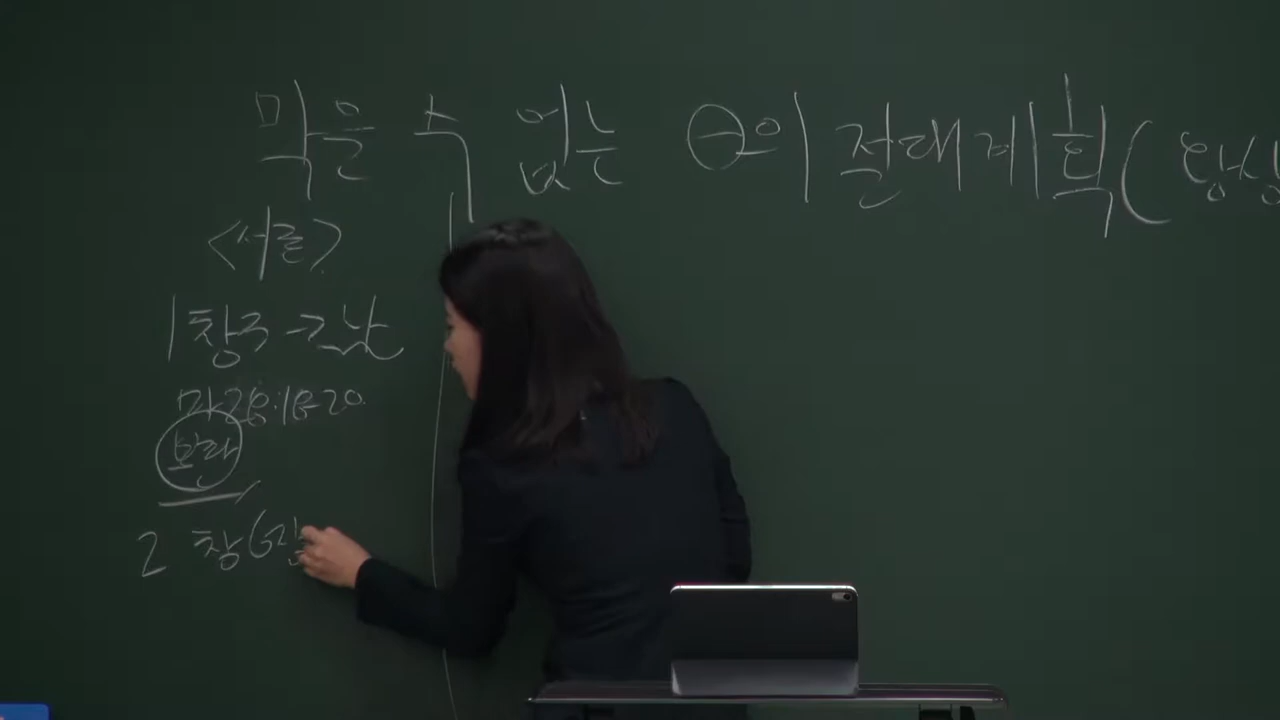 막을 수 없는 ㊀의 절대계획(
<서론>
1 창3 →그날
마28:18-20
보라
2 창6장